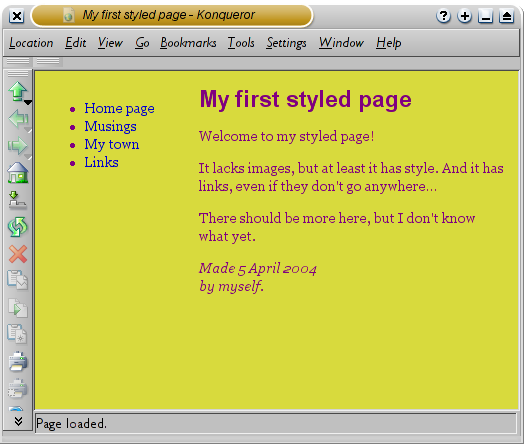 My first styled page - Konqueror
Location Edit View Go Bookmarks Tools Settings Window Help
Home page
Musings
My town
Links
My first styled page
Welcome to my styled page!
It lacks images, but at least it has style. And it has
links, even if they don't go anywhere...
There should be more here, but I don't know
what yet.
Made 5 April 2004
by myself.
Page loaded.